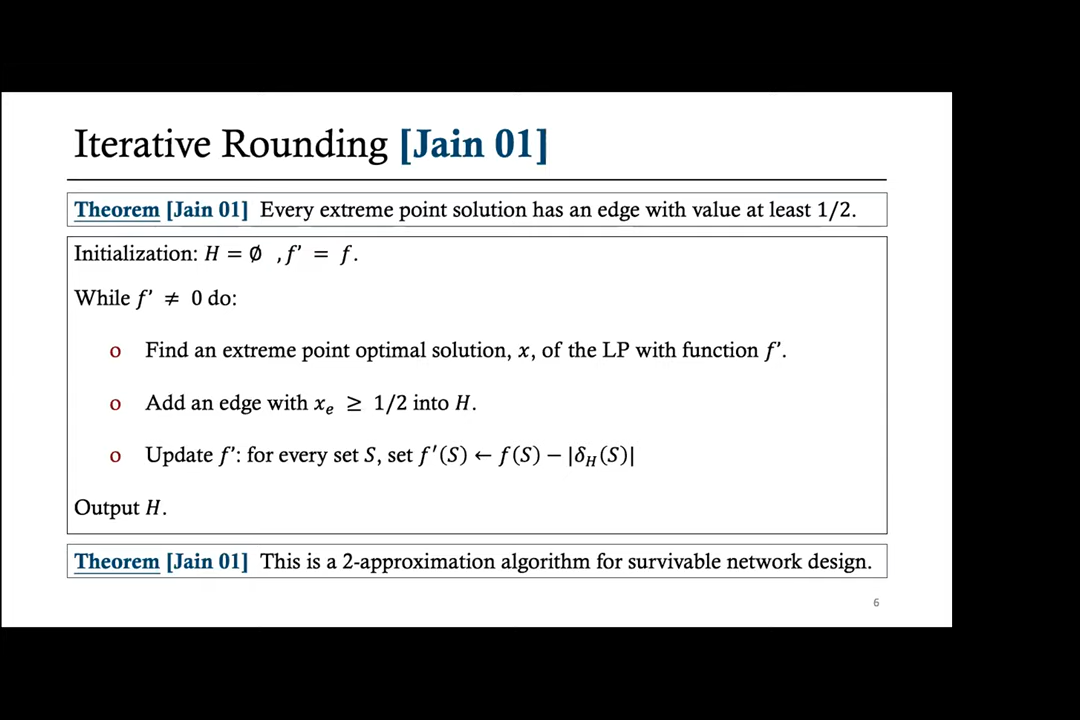 Iterative Rounding [Jain 01]
Theorem [Jain 01] Every extreme point solution has an edge with value at least 1/2.
Initialization: H = ∅ , f' = f.
While f' ≠ 0 do:
o Find an extreme point optimal solution, x, of the LP with function f'.
o Add an edge with xₑ ≥ 1/2 into H.
o Update f': for every set S, set f'(S) ← f(S) − |δ_H(S)|
Output H.
Theorem [Jain 01] This is a 2-approximation algorithm for survivable network design.
6